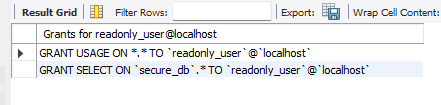 Result Grid Filter Rows: Export: Wrap Cell Content:
Grants for readonly_user@localhost
GRANT USAGE ON *.* TO `readonly_user`@`localhost`
GRANT SELECT ON `secure_db`.* TO `readonly_user`@`localhost`